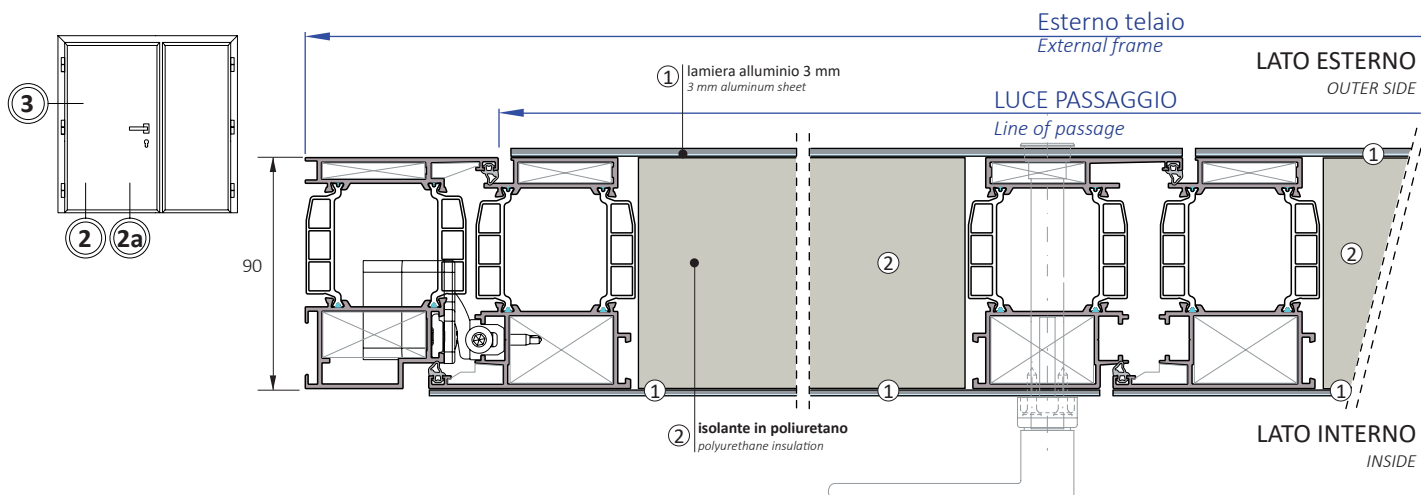 Esterno telaio
External frame
LATO ESTERNO
OUTER SIDE
1 lamiera alluminio 3 mm
3 mm aluminum sheet
LUCE PASSAGGIO
Line of passage
3
2 2a
90
1
2
2
1
1
1
2 isolante in poliuretano
polyurethane insulation
LATO INTERNO
INSIDE